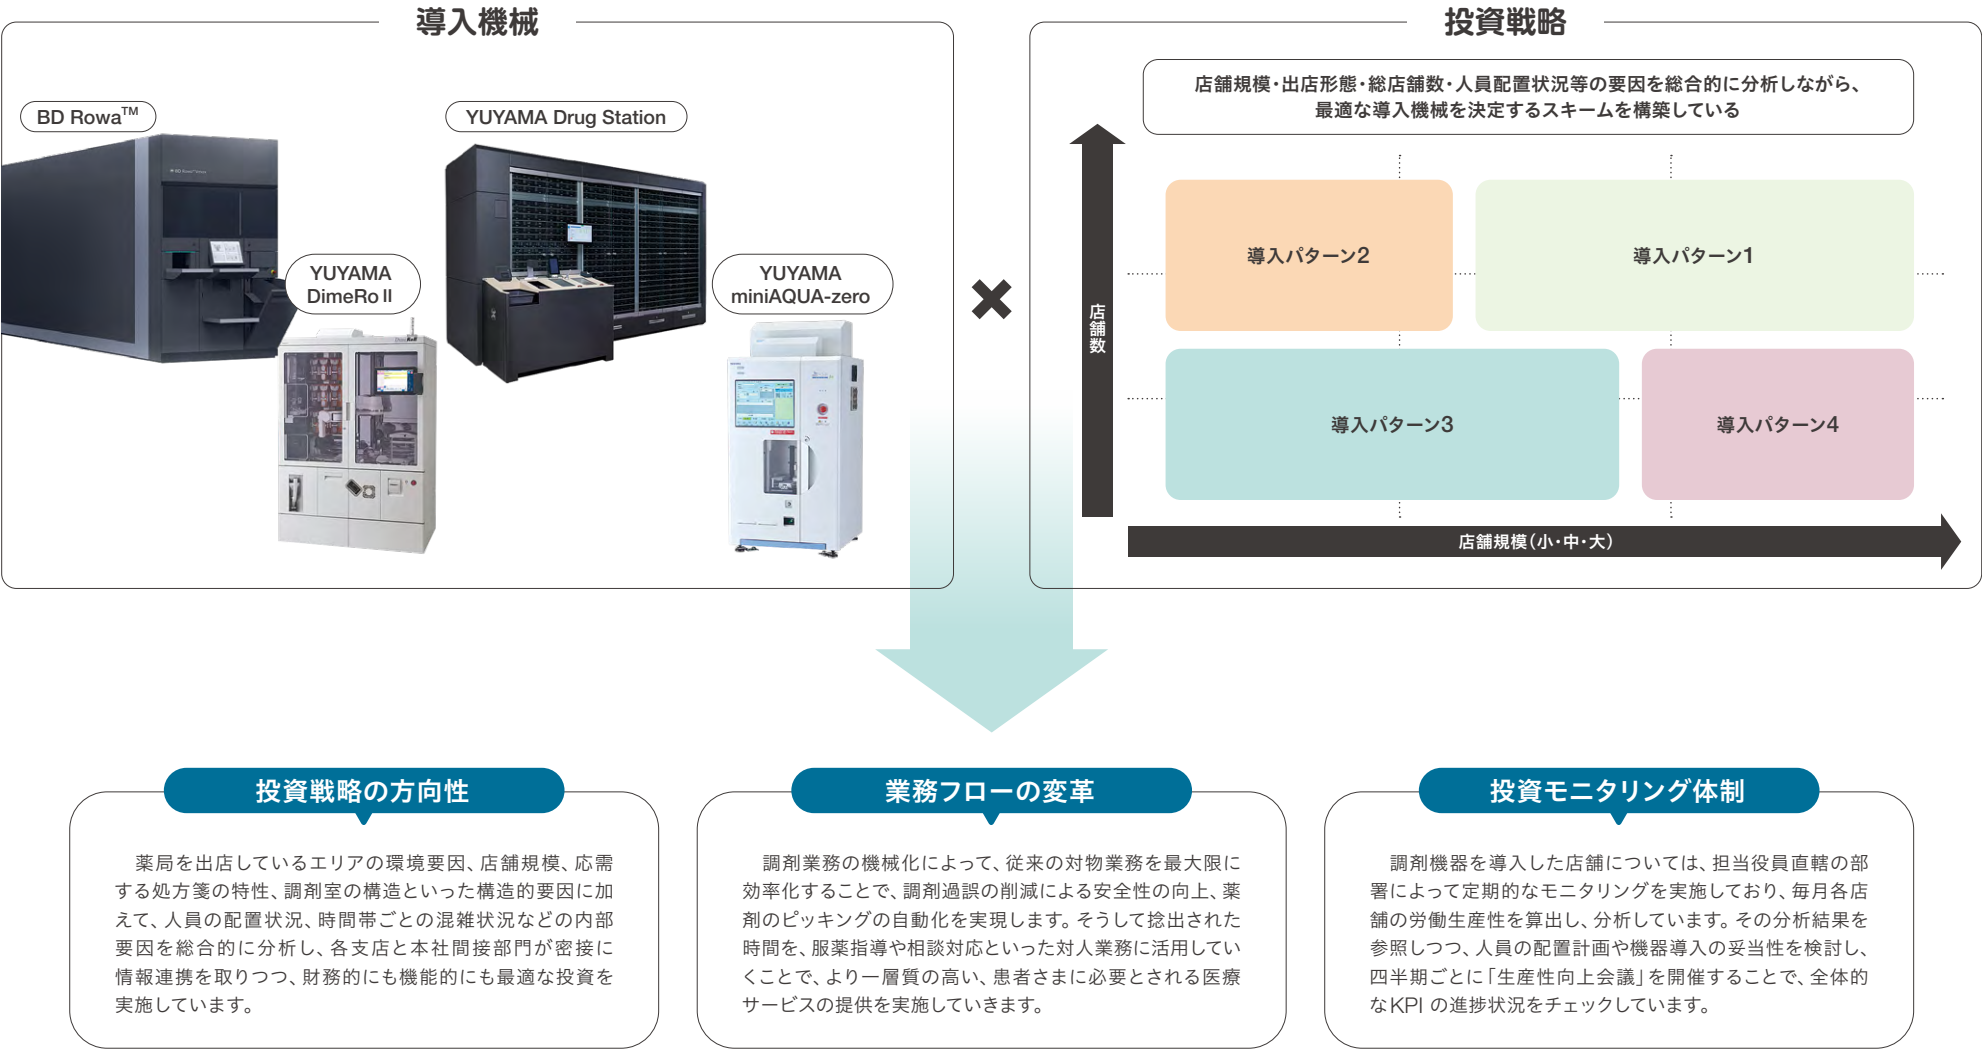 導入機械
BD Rowa™
YUYAMA Drug Station
YUYAMA
DimeRo II
YUYAMA
miniAQUA-zero
投資戦略
店舗規模・出店形態・総店舗数・人員配置状況等の要因を総合的に分析しながら、
最適な導入機械を決定するスキームを構築している
店舗数
導入パターン2
導入パターン1
導入パターン3
導入パターン4
店舗規模(小・中・大)
投資戦略の方向性
薬局を出店しているエリアの環境要因、店舗規模、応需
する処方箋の特性、調剤室の構造といった構造的要因に加
えて、人員の配置状況、時間帯ごとの混雑状況などの内部
要因を総合的に分析し、各支店と本社間接部門が密接に
情報連携を取りつつ、財務的にも機能的にも最適な投資を
実施しています。
業務フローの変革
調剤業務の機械化によって、従来の対物業務を最大限に
効率化することで、調剤過誤の削減による安全性の向上、薬
剤のピッキングの自動化を実現します。そうして捻出された
時間を、服薬指導や相談対応といった対人業務に活用してい
くことで、より一層質の高い、患者さまに必要とされる医療
サービスの提供を実施していきます。
投資モニタリング体制
調剤機器を導入した店舗については、担当役員直轄の部
署によって定期的なモニタリングを実施しており、毎月各店
舗の労働生産性を算出し、分析しています。その分析結果を
参照しつつ、人員の配置計画や機器導入の妥当性を検討し、
四半期ごとに「生産性向上会議」を開催することで、全体的
なKPI の進捗状況をチェックしています。